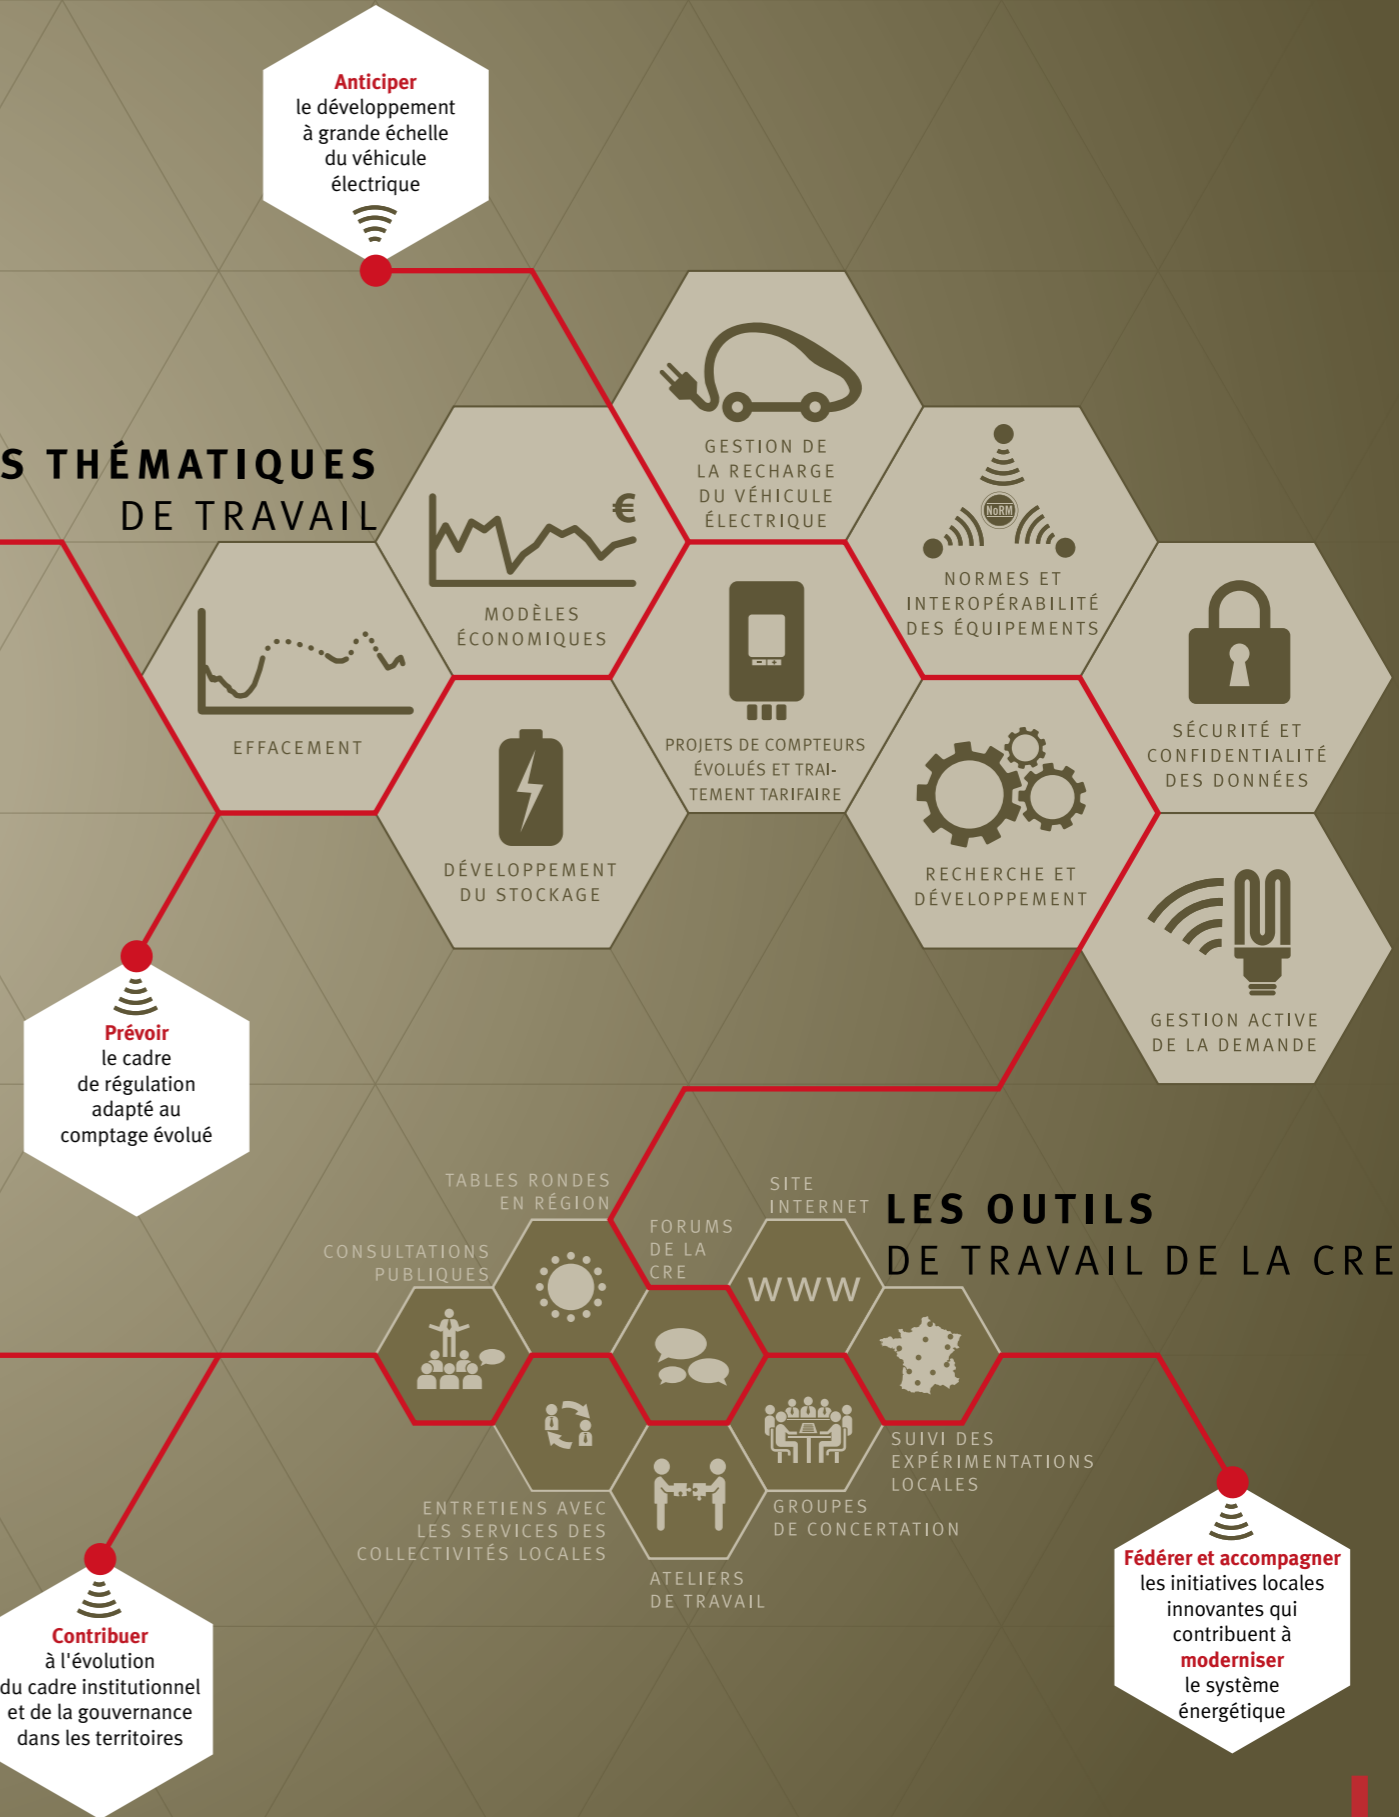 Anticiper
le développement
à grande échelle
du véhicule
électrique
S THÉMATIQUES
DE TRAVAIL
GESTION DE
LA RECHARGE
DU VÉHICULE
ÉLECTRIQUE
€
MODÈLES
ÉCONOMIQUES
NoRM
NORMES ET
INTEROPÉRABILITÉ
DES ÉQUIPEMENTS
EFFACEMENT
PROJETS DE COMPTEURS
ÉVOLUÉS ET TRAI-
TEMENT TARIFAIRE
SÉCURITÉ ET
CONFIDENTIALITÉ
DES DONNÉES
DÉVELOPPEMENT
DU STOCKAGE
RECHERCHE ET
DÉVELOPPEMENT
GESTION ACTIVE
DE LA DEMANDE
Prévoir
le cadre
de régulation
adapté au
comptage évolué
LES OUTILS
DE TRAVAIL DE LA CRE
TABLES RONDES
EN RÉGION
SITE
INTERNET
FORUMS
DE LA
CRE
CONSULTATIONS
PUBLIQUES
WWW
SUIVI DES
EXPÉRIMENTATIONS
LOCALES
ENTRETIENS AVEC
LES SERVICES DES
COLLECTIVITÉS LOCALES
GROUPES
DE CONCERTATION
ATELIERS
DE TRAVAIL
Fédérer et accompagner
les initiatives locales
innovantes qui
contribuent à
moderniser
le système
énergétique
Contribuer
à l'évolution
du cadre institutionnel
et de la gouvernance
dans les territoires